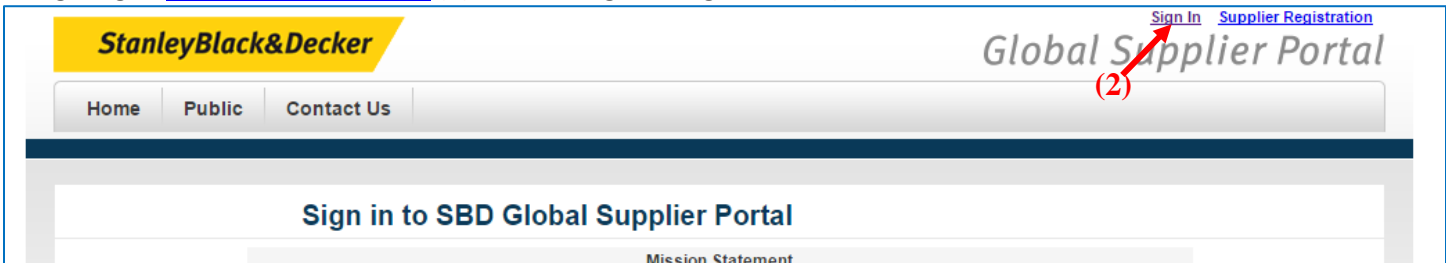 Sign In Supplier Registration
StanleyBlack&Decker
Global Supplier Portal
(2)
Home Public Contact Us
Sign in to SBD Global Supplier Portal
Mission Statement